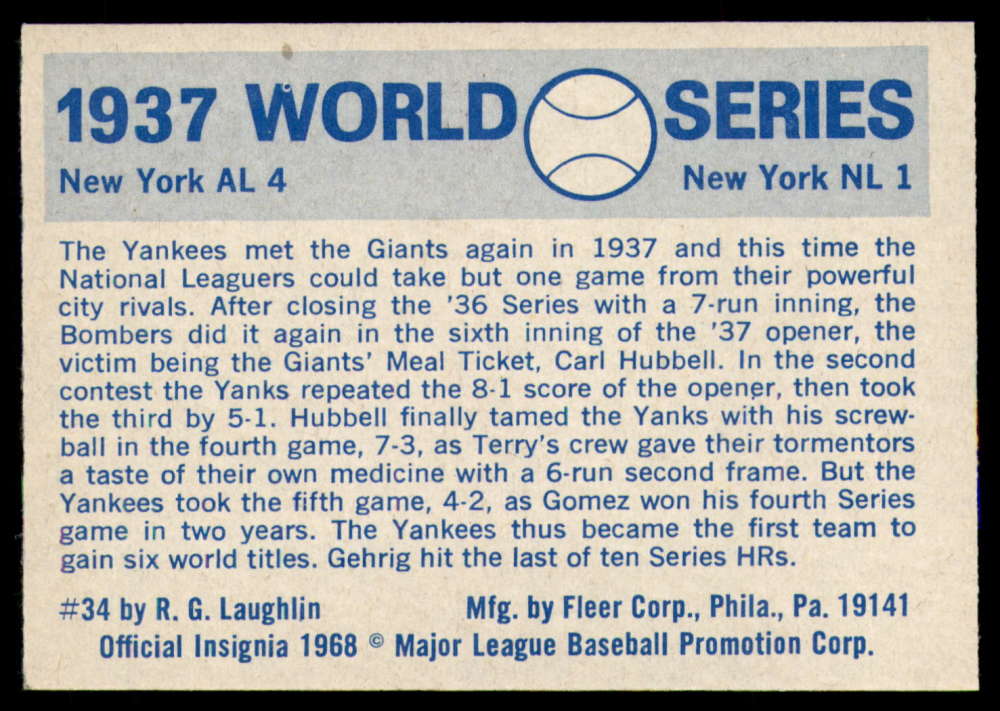 1937 WORLD SERIES
New York AL 4 New York NL 1
The Yankees met the Giants again in 1937 and this time the
National Leaguers could take but one game from their powerful
city rivals. After closing the '36 Series with a 7-run inning, the
Bombers did it again in the sixth inning of the '37 opener, the
victim being the Giants' Meal Ticket, Carl Hubbell. In the second
contest the Yanks repeated the 8-1 score of the opener, then took
the third by 5-1. Hubbell finally tamed the Yanks with his screw-
ball in the fourth game, 7-3, as Terry's crew gave their tormentors
a taste of their own medicine with a 6-run second frame. But the
Yankees took the fifth game, 4-2, as Gomez won his fourth Series
game in two years. The Yankees thus became the first team to
gain six world titles. Gehrig hit the last of ten Series HRs.
#34 by R. G. Laughlin Mfg. by Fleer Corp., Phila., Pa. 19141
Official Insignia 1968 © Major League Baseball Promotion Corp.